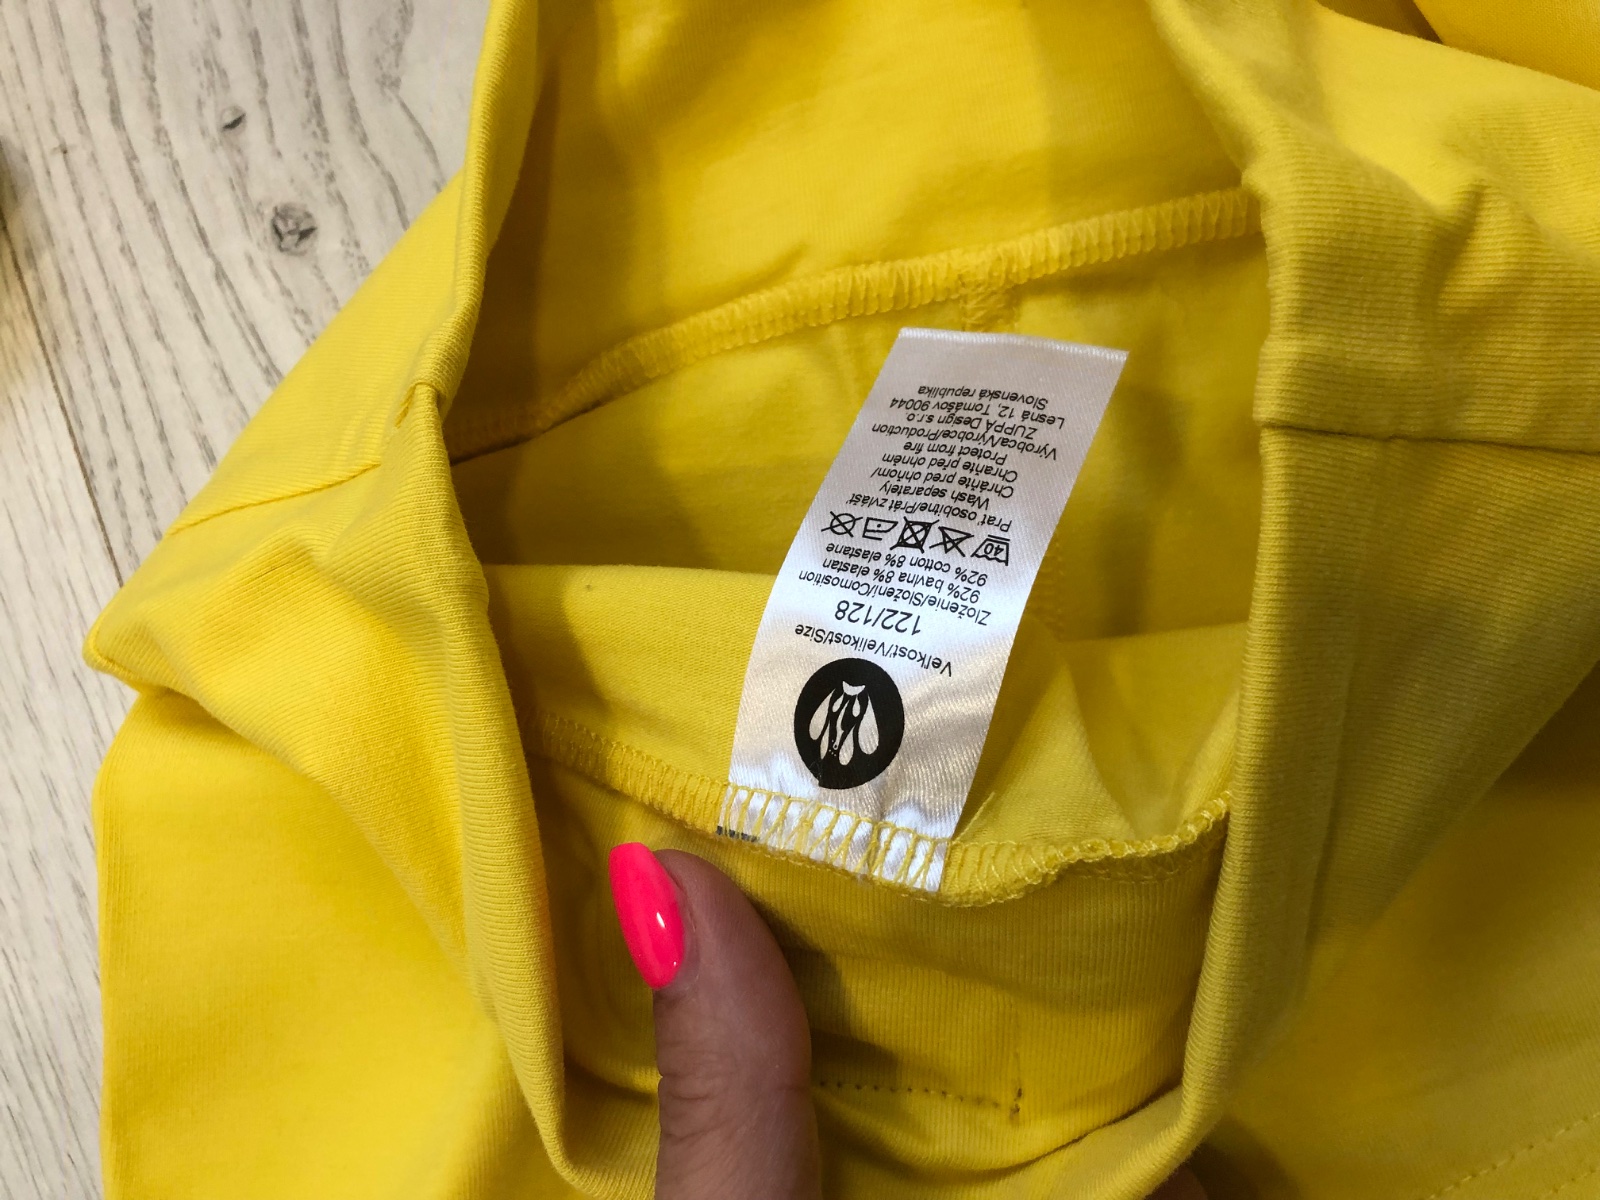 Veľkosť/Velikost/Size
122/128
Zloženie/Složení/Comosition
92% bavlna 8% elastan
92% cotton 8% elastane
40
Prať osobitne/Prát zvlášť
Wash separately
Chráňte pred ohňom/
Chraňte před ohněm
Protect from fire
Výrobca/Výrobce/Production
ZUPPA Design s.r.o.
Lesná 12, Tomášov 90044
Slovenská republika